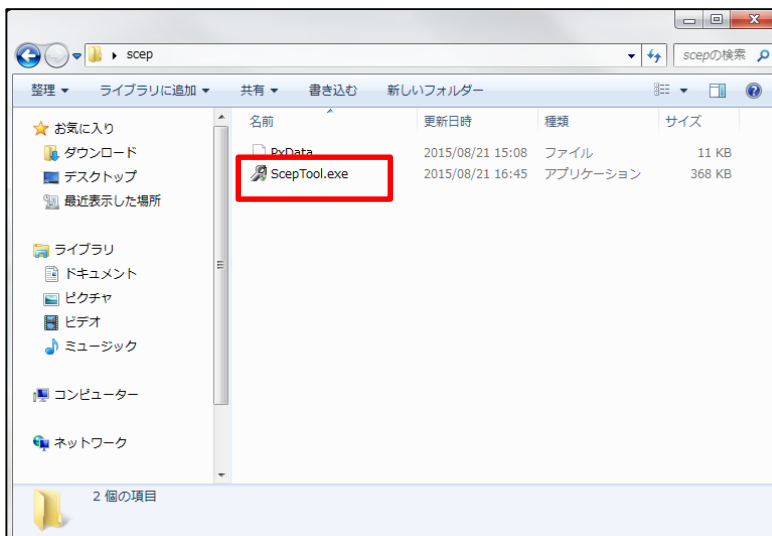 scep
scepの検索
整理
ライブラリに追加
共有
書き込む
新しいフォルダー
お気に入り
ダウンロード
デスクトップ
最近表示した場所
ライブラリ
ドキュメント
ピクチャ
ビデオ
ミュージック
コンピューター
ネットワーク
名前 更新日時 種類 サイズ
PxData 2015/08/21 15:08 ファイル 11 KB
ScepTool.exe 2015/08/21 16:45 アプリケーション 368 KB
2 個の項目